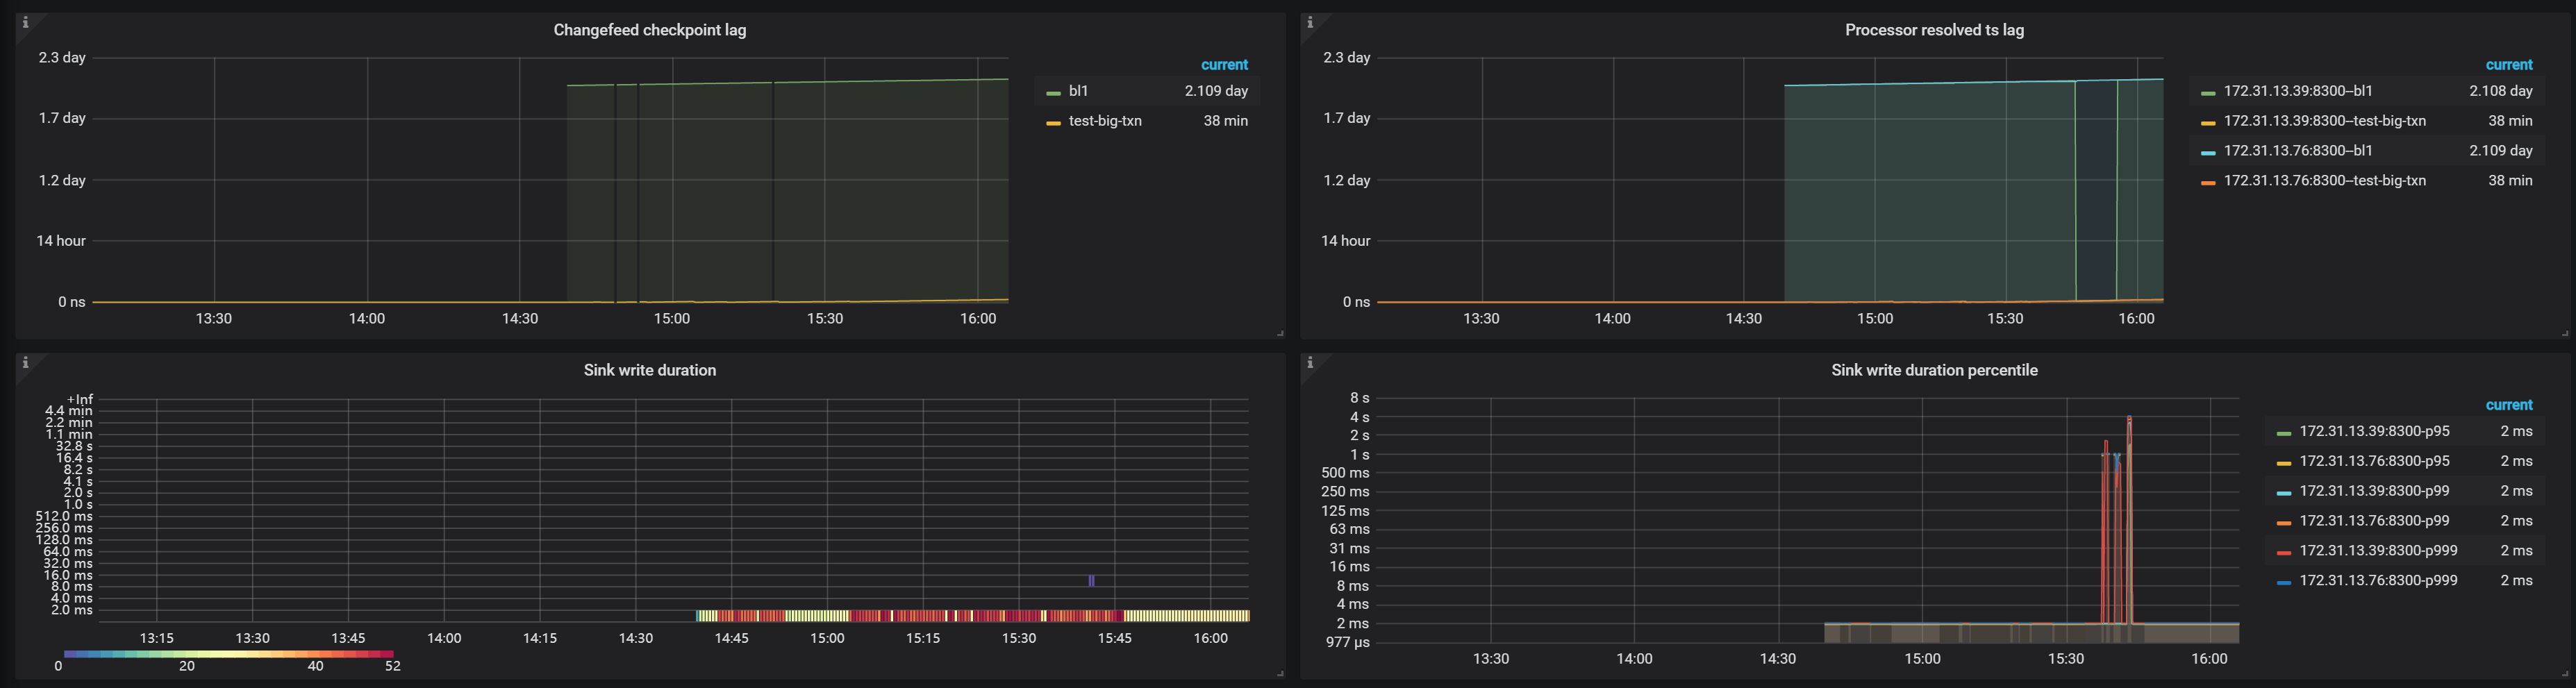 Changefeed checkpoint lag
2.3 day
1.7 day
1.2 day
14 hour
0 ns
13:30 14:00 14:30 15:00 15:30 16:00
current
bl1 2.109 day
test-big-txn 38 min
Processor resolved ts lag
2.3 day
1.7 day
1.2 day
14 hour
0 ns
13:30 14:00 14:30 15:00 15:30 16:00
current
172.31.13.39:8300--bl1 2.108 day
172.31.13.39:8300--test-big-txn 38 min
172.31.13.76:8300--bl1 2.109 day
172.31.13.76:8300--test-big-txn 38 min
Sink write duration
+Inf
4.4 min
2.2 min
1.1 min
32.8 s
16.4 s
8.2 s
4.1 s
2.0 s
1.0 s
512.0 ms
256.0 ms
128.0 ms
64.0 ms
32.0 ms
16.0 ms
8.0 ms
4.0 ms
2.0 ms
13:15 13:30 13:45 14:00 14:15 14:30 14:45 15:00 15:15 15:30 15:45 16:00
0 20 40 52
Sink write duration percentile
8 s
4 s
2 s
1 s
500 ms
250 ms
125 ms
63 ms
31 ms
16 ms
8 ms
4 ms
2 ms
977 µs
13:30 14:00 14:30 15:00 15:30 16:00
current
172.31.13.39:8300-p95 2 ms
172.31.13.76:8300-p95 2 ms
172.31.13.39:8300-p99 2 ms
172.31.13.76:8300-p99 2 ms
172.31.13.39:8300-p999 2 ms
172.31.13.76:8300-p999 2 ms